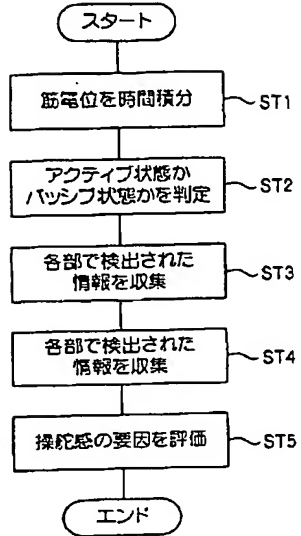 スタート
筋電位を時間積分
ST1
アクティブ状態か
パッシブ状態かを判定
ST2
各部で検出された
情報を収集
ST3
各部で検出された
情報を収集
ST4
操舵感の要因を評価
ST5
エンド